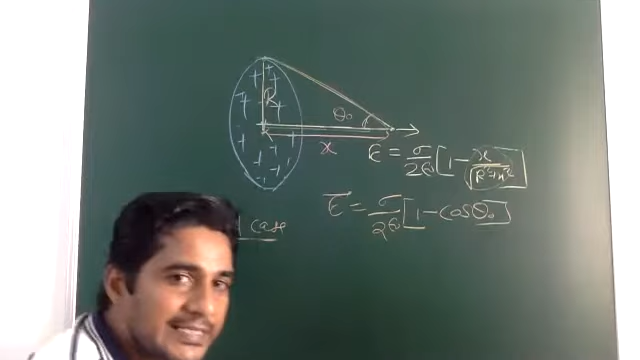 R
θ₀
x
E = σ/2ε₀ [1 − x/√(R²+x²)]
E = σ/2ε₀ [1 − cosθ₀]
case